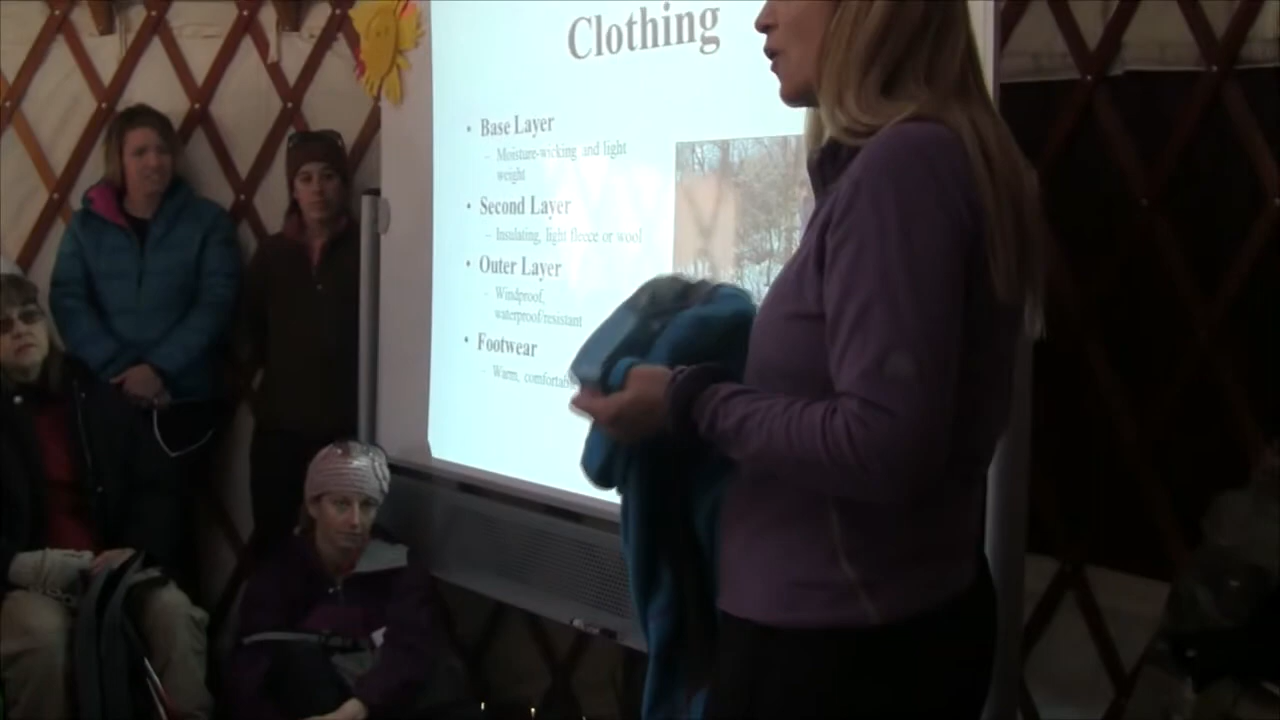 Clothing
• Base Layer
– Moisture-wicking and light
weight
• Second Layer
– Insulating, light fleece or wool
• Outer Layer
– Windproof,
waterproof/resistant
• Footwear
– Warm,